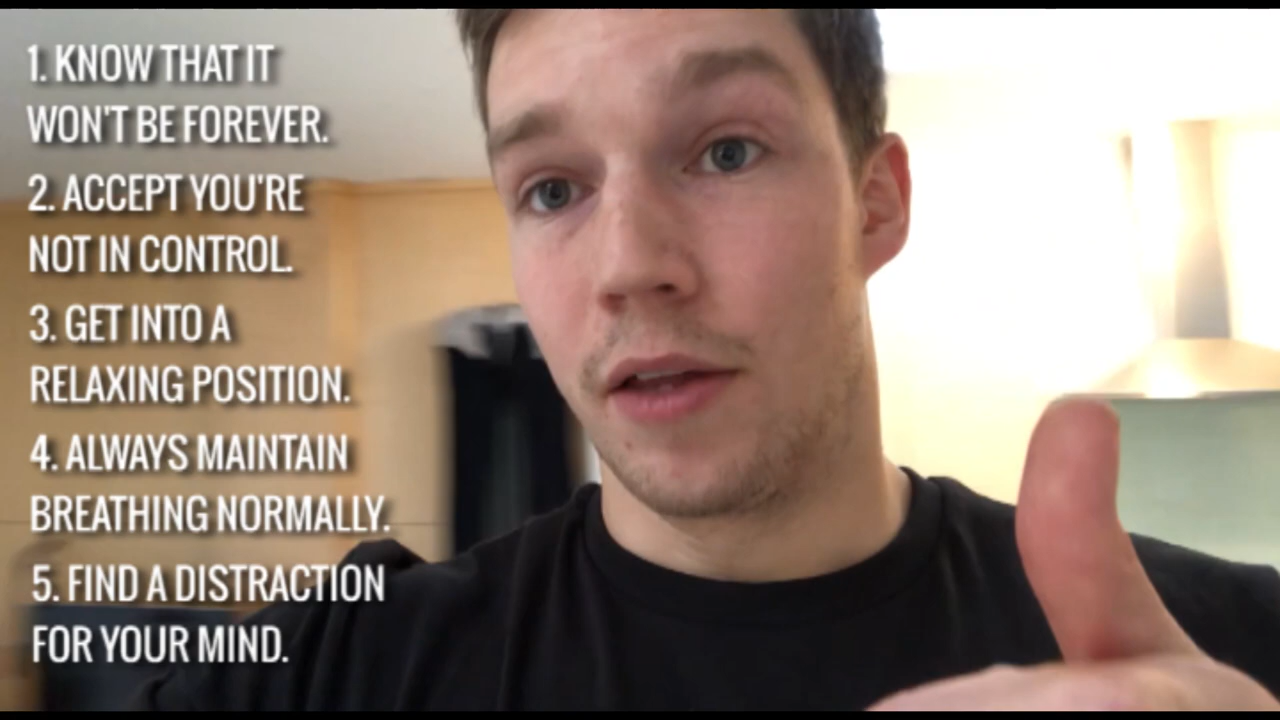 1. KNOW THAT IT
WON'T BE FOREVER.
2. ACCEPT YOU'RE
NOT IN CONTROL.
3. GET INTO A
RELAXING POSITION.
4. ALWAYS MAINTAIN
BREATHING NORMALLY.
5. FIND A DISTRACTION
FOR YOUR MIND.